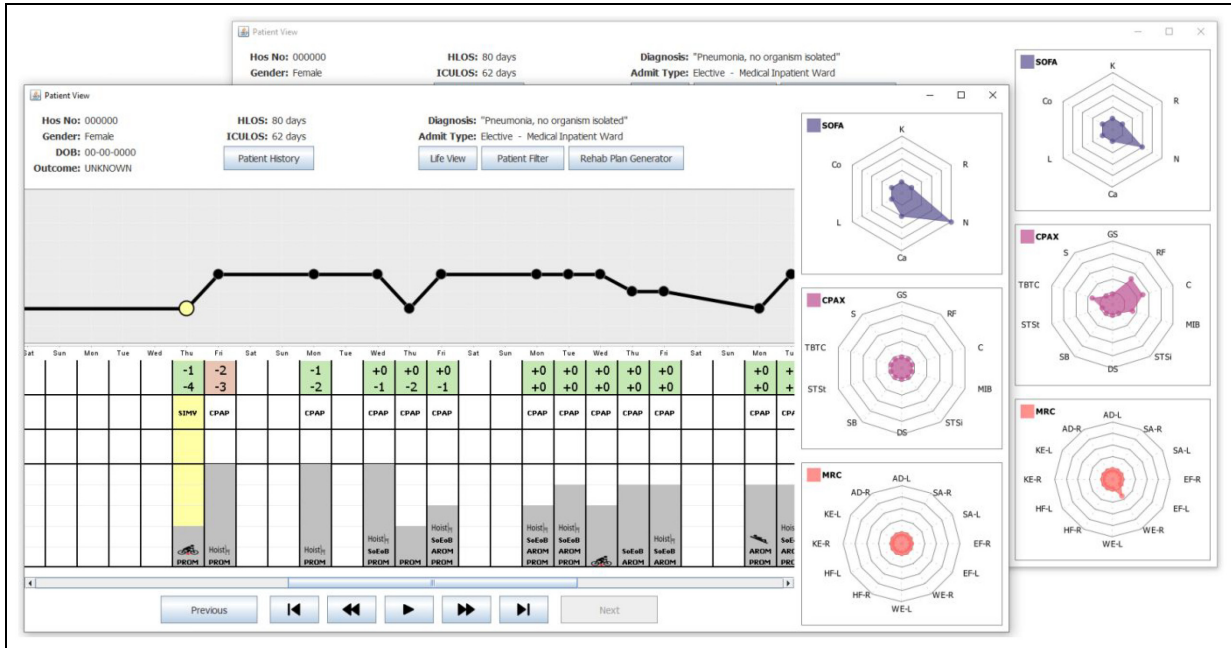 Patient View
Hos No: 000000 HLOS: 80 days Diagnosis: "Pneumonia, no organism isolated"
Gender: Female ICULOS: 62 days Admit Type: Elective - Medical Inpatient Ward
SOFA
K
Co R
L N
Ca
CPAX
GS
S RF
TBTC C
STSt MIB
SB STSi
DS
MRC
AD-L
AD-R SA-R
KE-L SA-L
KE-R EF-R
HF-L EF-L
HF-R WE-R
WE-L
Patient View
Hos No: 000000 HLOS: 80 days Diagnosis: "Pneumonia, no organism isolated"
Gender: Female ICULOS: 62 days Admit Type: Elective - Medical Inpatient Ward
DOB: 00-00-0000 Patient History Life View Patient Filter Rehab Plan Generator
Outcome: UNKNOWN
Sat Sun Mon Tue Wed Thu Fri Sat Sun Mon Tue Wed Thu Fri Sat Sun Mon Tue Wed Thu Fri Sat Sun Mon
-1 -2 -1 +0 +0 +0 +0 +0 +0 +0 +0 +0
-4 -3 -2 -1 -2 -1 +0 +0 +0 +0 +0 +0
SIMV CPAP CPAP CPAP CPAP CPAP CPAP CPAP CPAP CPAP CPAP CPAP
Hoist Hoist Hoist
Hoist Hoist Hoist SoEoB SoEoB SoEoB Hoist
SoEoB AROM AROM AROM SoEoB SoEoB AROM AROM
PROM PROM PROM PROM PROM PROM PROM PROM AROM AROM PROM PROM
Previous Next
SOFA
K
Co R
L N
Ca
CPAX
GS
S RF
TBTC C
STSt MIB
SB STSi
DS
MRC
AD-L
AD-R SA-R
KE-L SA-L
KE-R EF-R
HF-L EF-L
HF-R WE-R
WE-L